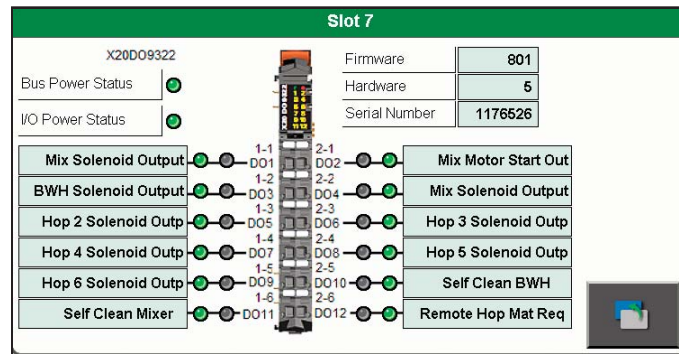 Slot 7
X20DO9322
Bus Power Status
I/O Power Status
Firmware 801
Hardware 5
Serial Number 1176526
1-1 2-1
Mix Solenoid Output DO1 DO2 Mix Motor Start Out
1-2 2-2
BWH Solenoid Output DO3 DO4 Mix Solenoid Output
1-3 2-3
Hop 2 Solenoid Outp DO5 DO6 Hop 3 Solenoid Outp
1-4 2-4
Hop 4 Solenoid Outp DO7 DO8 Hop 5 Solenoid Outp
1-5 2-5
Hop 6 Solenoid Outp DO9 DO10 Self Clean BWH
1-6 2-6
Self Clean Mixer DO11 DO12 Remote Hop Mat Req